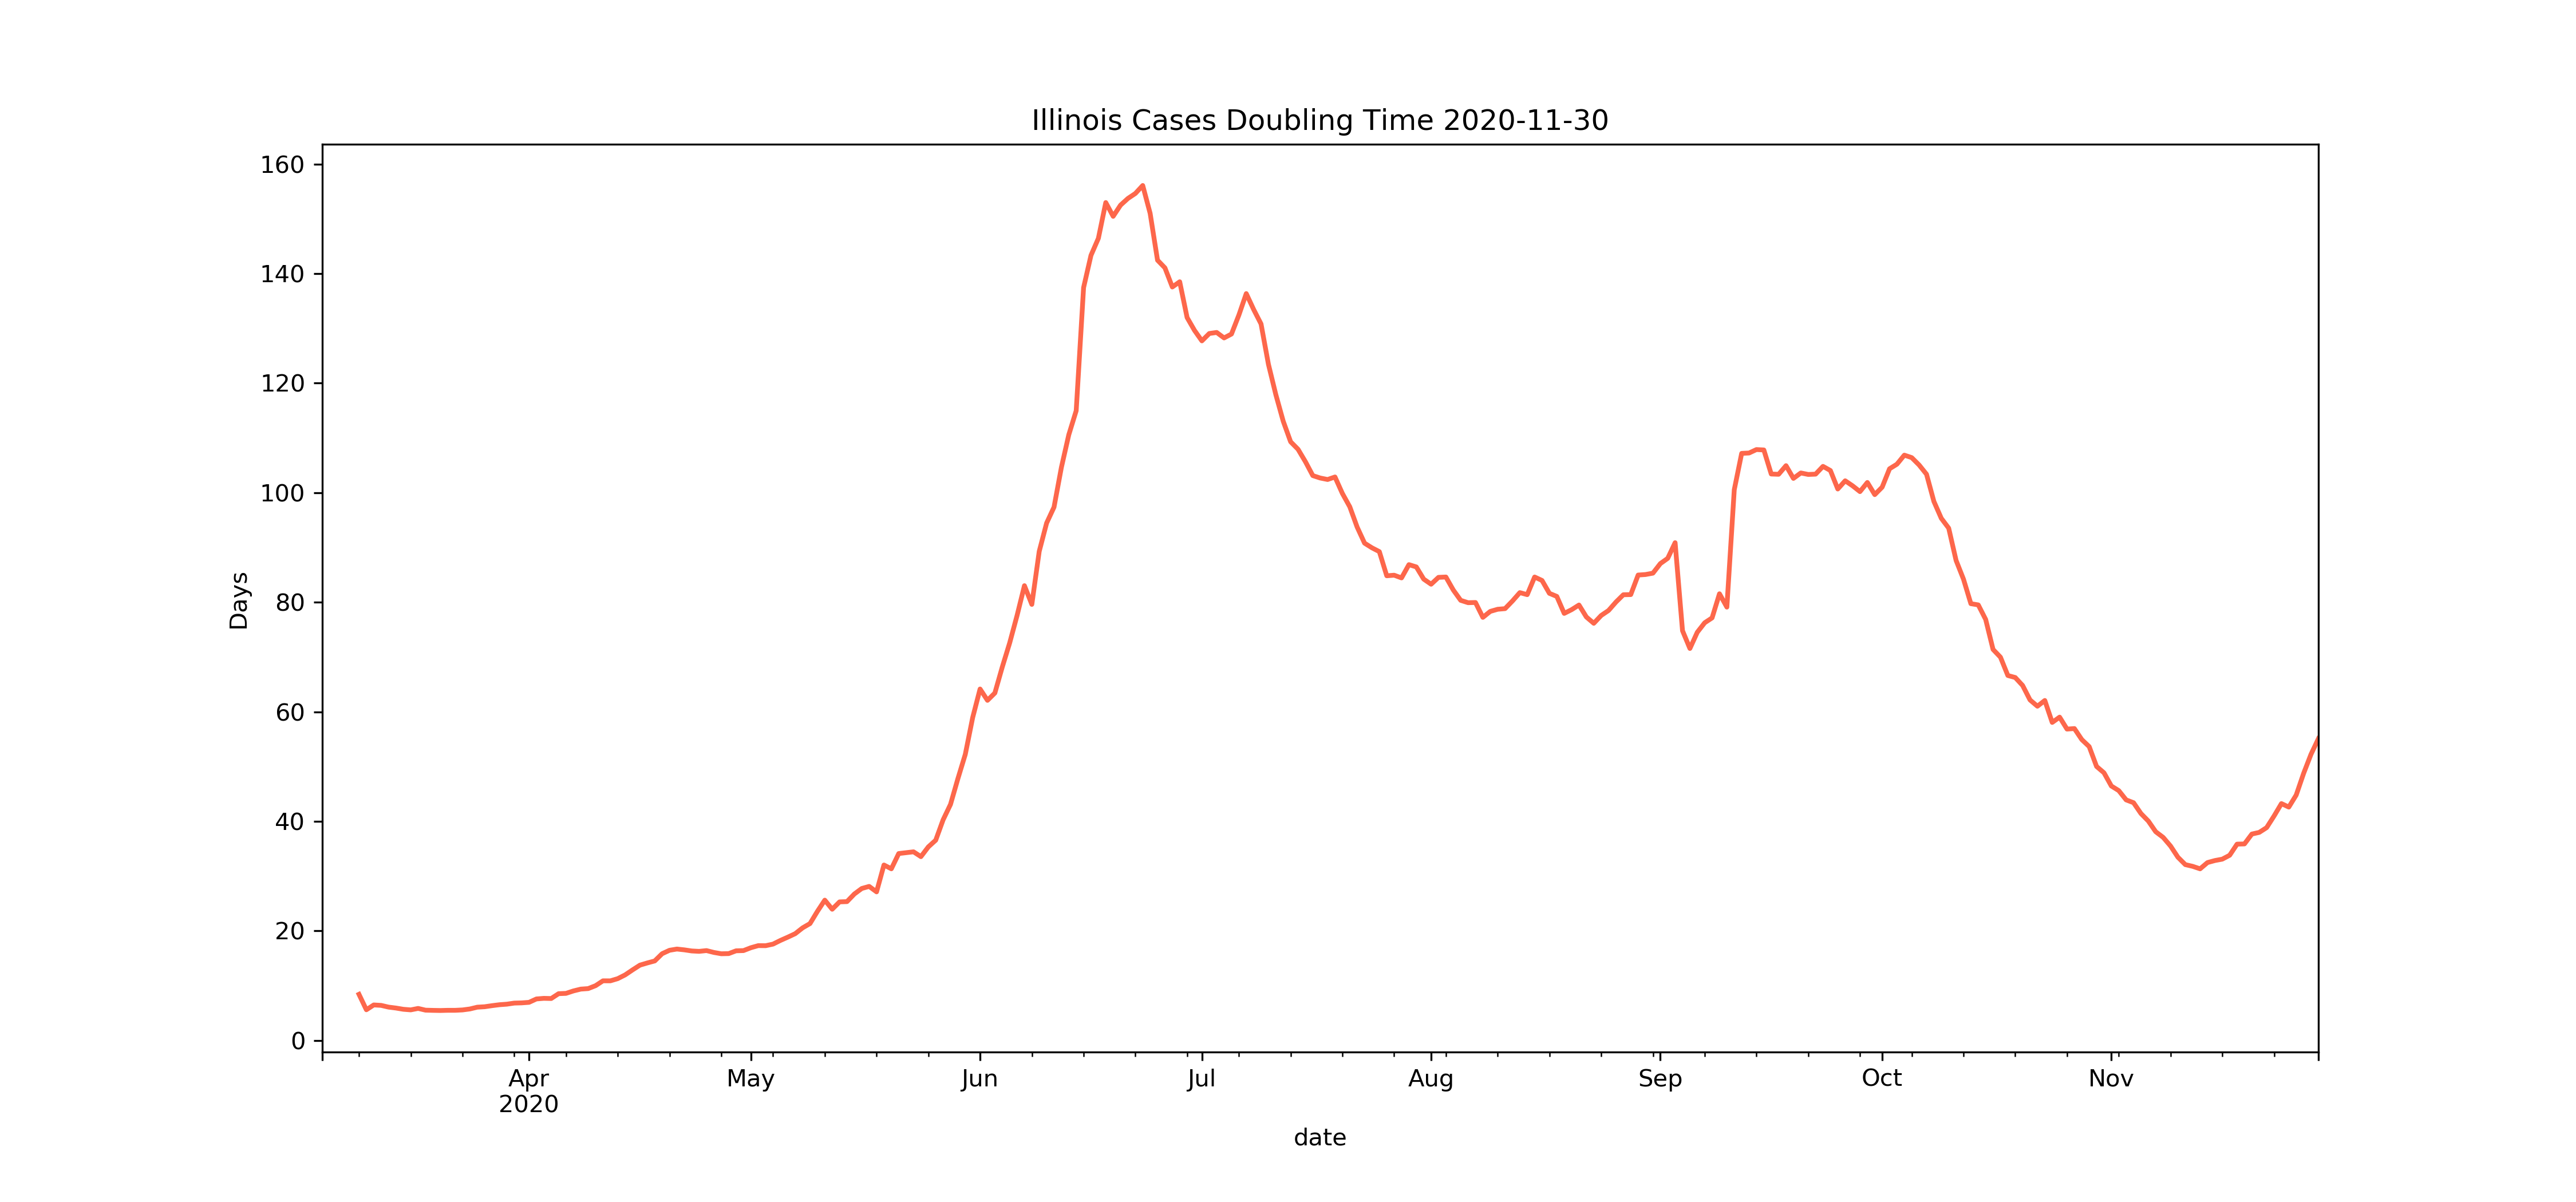 Illinois Cases Doubling Time 2020-11-30
160
140
120
100
80
60
40
20
0
Days
Apr May Jun Jul Aug Sep Oct Nov
2020
date